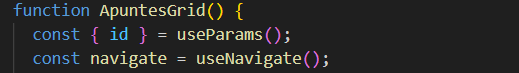 function ApuntesGrid() {
const { id } = useParams();
const navigate = useNavigate();